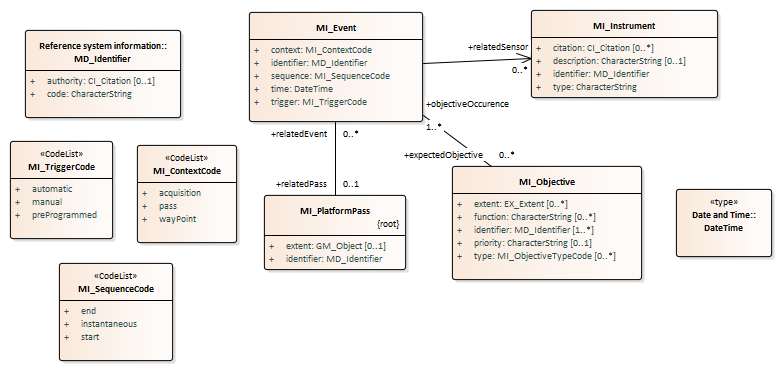 Reference system information::
MD_Identifier
+ authority: CI_Citation [0..1]
+ code: CharacterString
MI_Event
+ context: MI_ContextCode
+ identifier: MD_Identifier
+ sequence: MI_SequenceCode
+ time: DateTime
+ trigger: MI_TriggerCode
MI_Instrument
+ citation: CI_Citation [0..*]
+ description: CharacterString [0..1]
+ identifier: MD_Identifier
+ type: CharacterString
+relatedSensor
0..*
+objectiveOccurence
1..*
+expectedObjective
0..*
+relatedEvent
0..*
+relatedPass
0..1
«CodeList»
MI_TriggerCode
+ automatic
+ manual
+ preProgrammed
«CodeList»
MI_ContextCode
+ acquisition
+ pass
+ wayPoint
MI_PlatformPass
{root}
+ extent: GM_Object [0..1]
+ identifier: MD_Identifier
MI_Objective
+ extent: EX_Extent [0..*]
+ function: CharacterString [0..*]
+ identifier: MD_Identifier [1..*]
+ priority: CharacterString [0..1]
+ type: MI_ObjectiveTypeCode [0..*]
«type»
Date and Time::
DateTime
«CodeList»
MI_SequenceCode
+ end
+ instantaneous
+ start